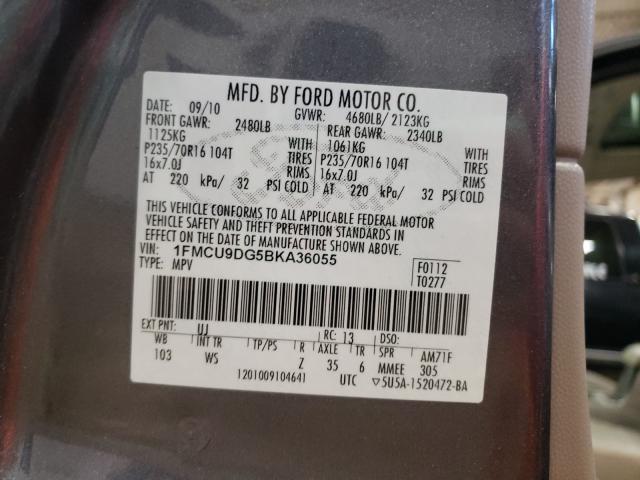 MFD. BY FORD MOTOR CO.
DATE: 09/10 GVWR: 4680LB/ 2123KG
FRONT GAWR: 2480LB REAR GAWR: 2340LB
1125KG WITH 1061KG WITH
P235/70R16 104T TIRES P235/70R16 104T TIRES
16x7.0J RIMS 16x7.0J RIMS
AT 220 kPa/ 32 PSI COLD AT 220 kPa/ 32 PSI COLD
THIS VEHICLE CONFORMS TO ALL APPLICABLE FEDERAL MOTOR
VEHICLE SAFETY AND THEFT PREVENTION STANDARDS IN
EFFECT ON THE DATE OF MANUFACTURE SHOWN ABOVE.
VIN: 1FMCU9DG5BKA36055 F0112
TYPE: MPV T0277
EXT PNT: UJ RC: 13 DSO:
WB INT TR TP/PS R AXLE TR SPR AM71F
103 WS Z 35 6 MMEE 305
1201009104641 UTC ▽5U5A-1520472-BA